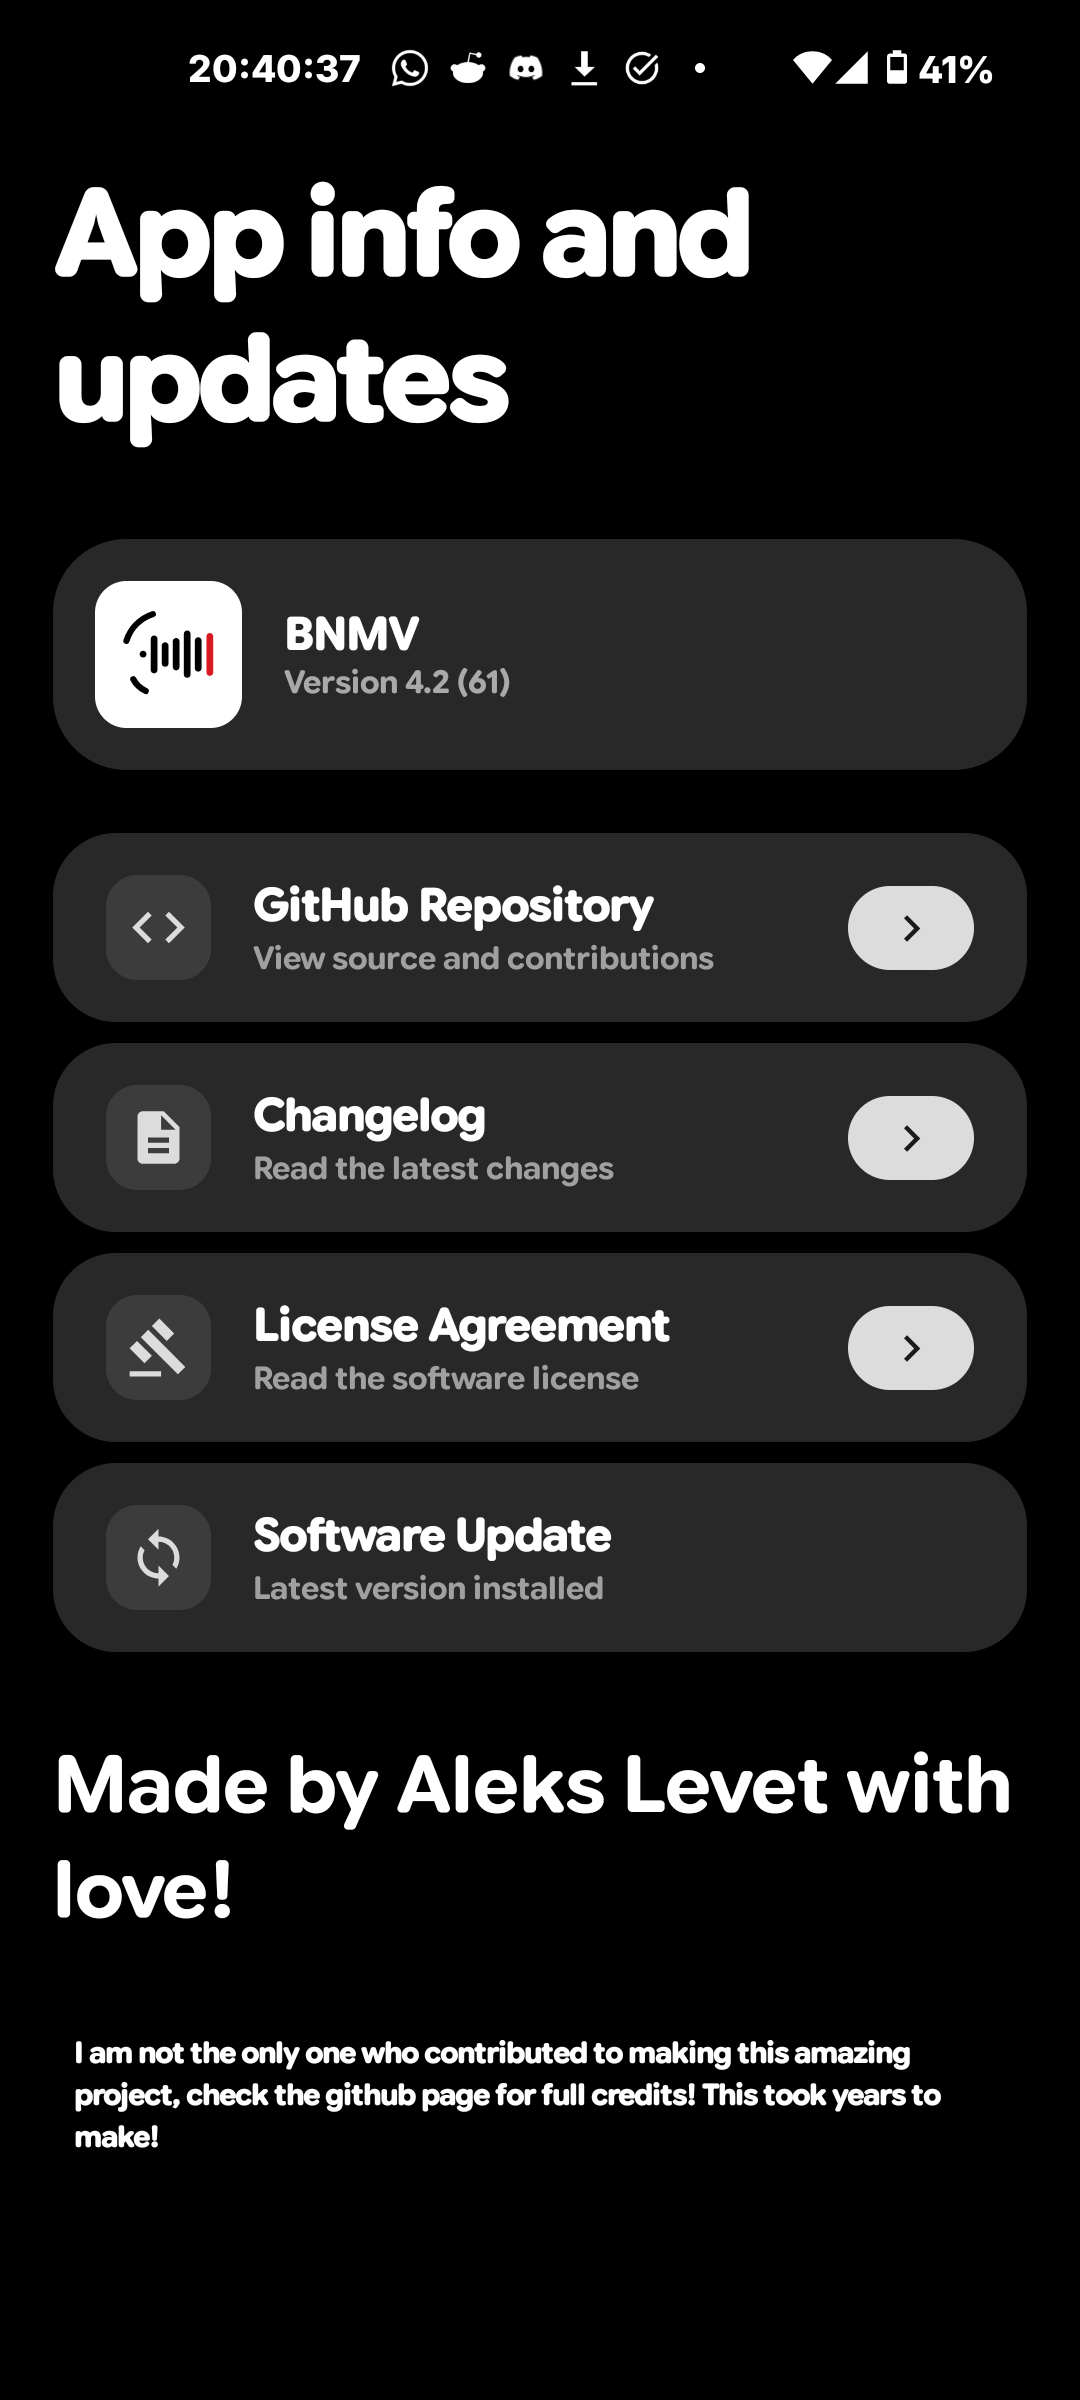 20:40:37
41%
App info and
updates
BNMV
Version 4.2 (61)
GitHub Repository
View source and contributions
Changelog
Read the latest changes
License Agreement
Read the software license
Software Update
Latest version installed
Made by Aleks Levet with
love!
I am not the only one who contributed to making this amazing
project, check the github page for full credits! This took years to
make!